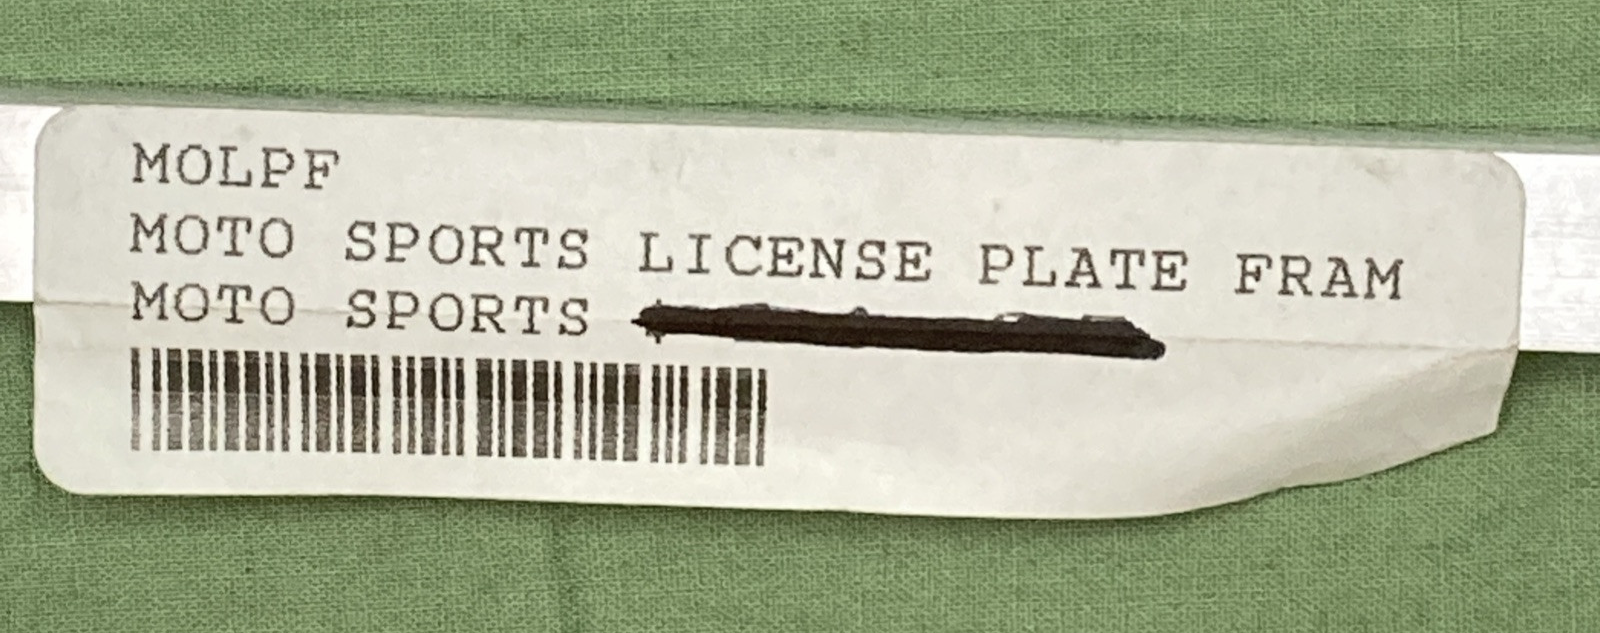 MOLPF
MOTO SPORTS LICENSE PLATE FRAM
MOTO SPORTS